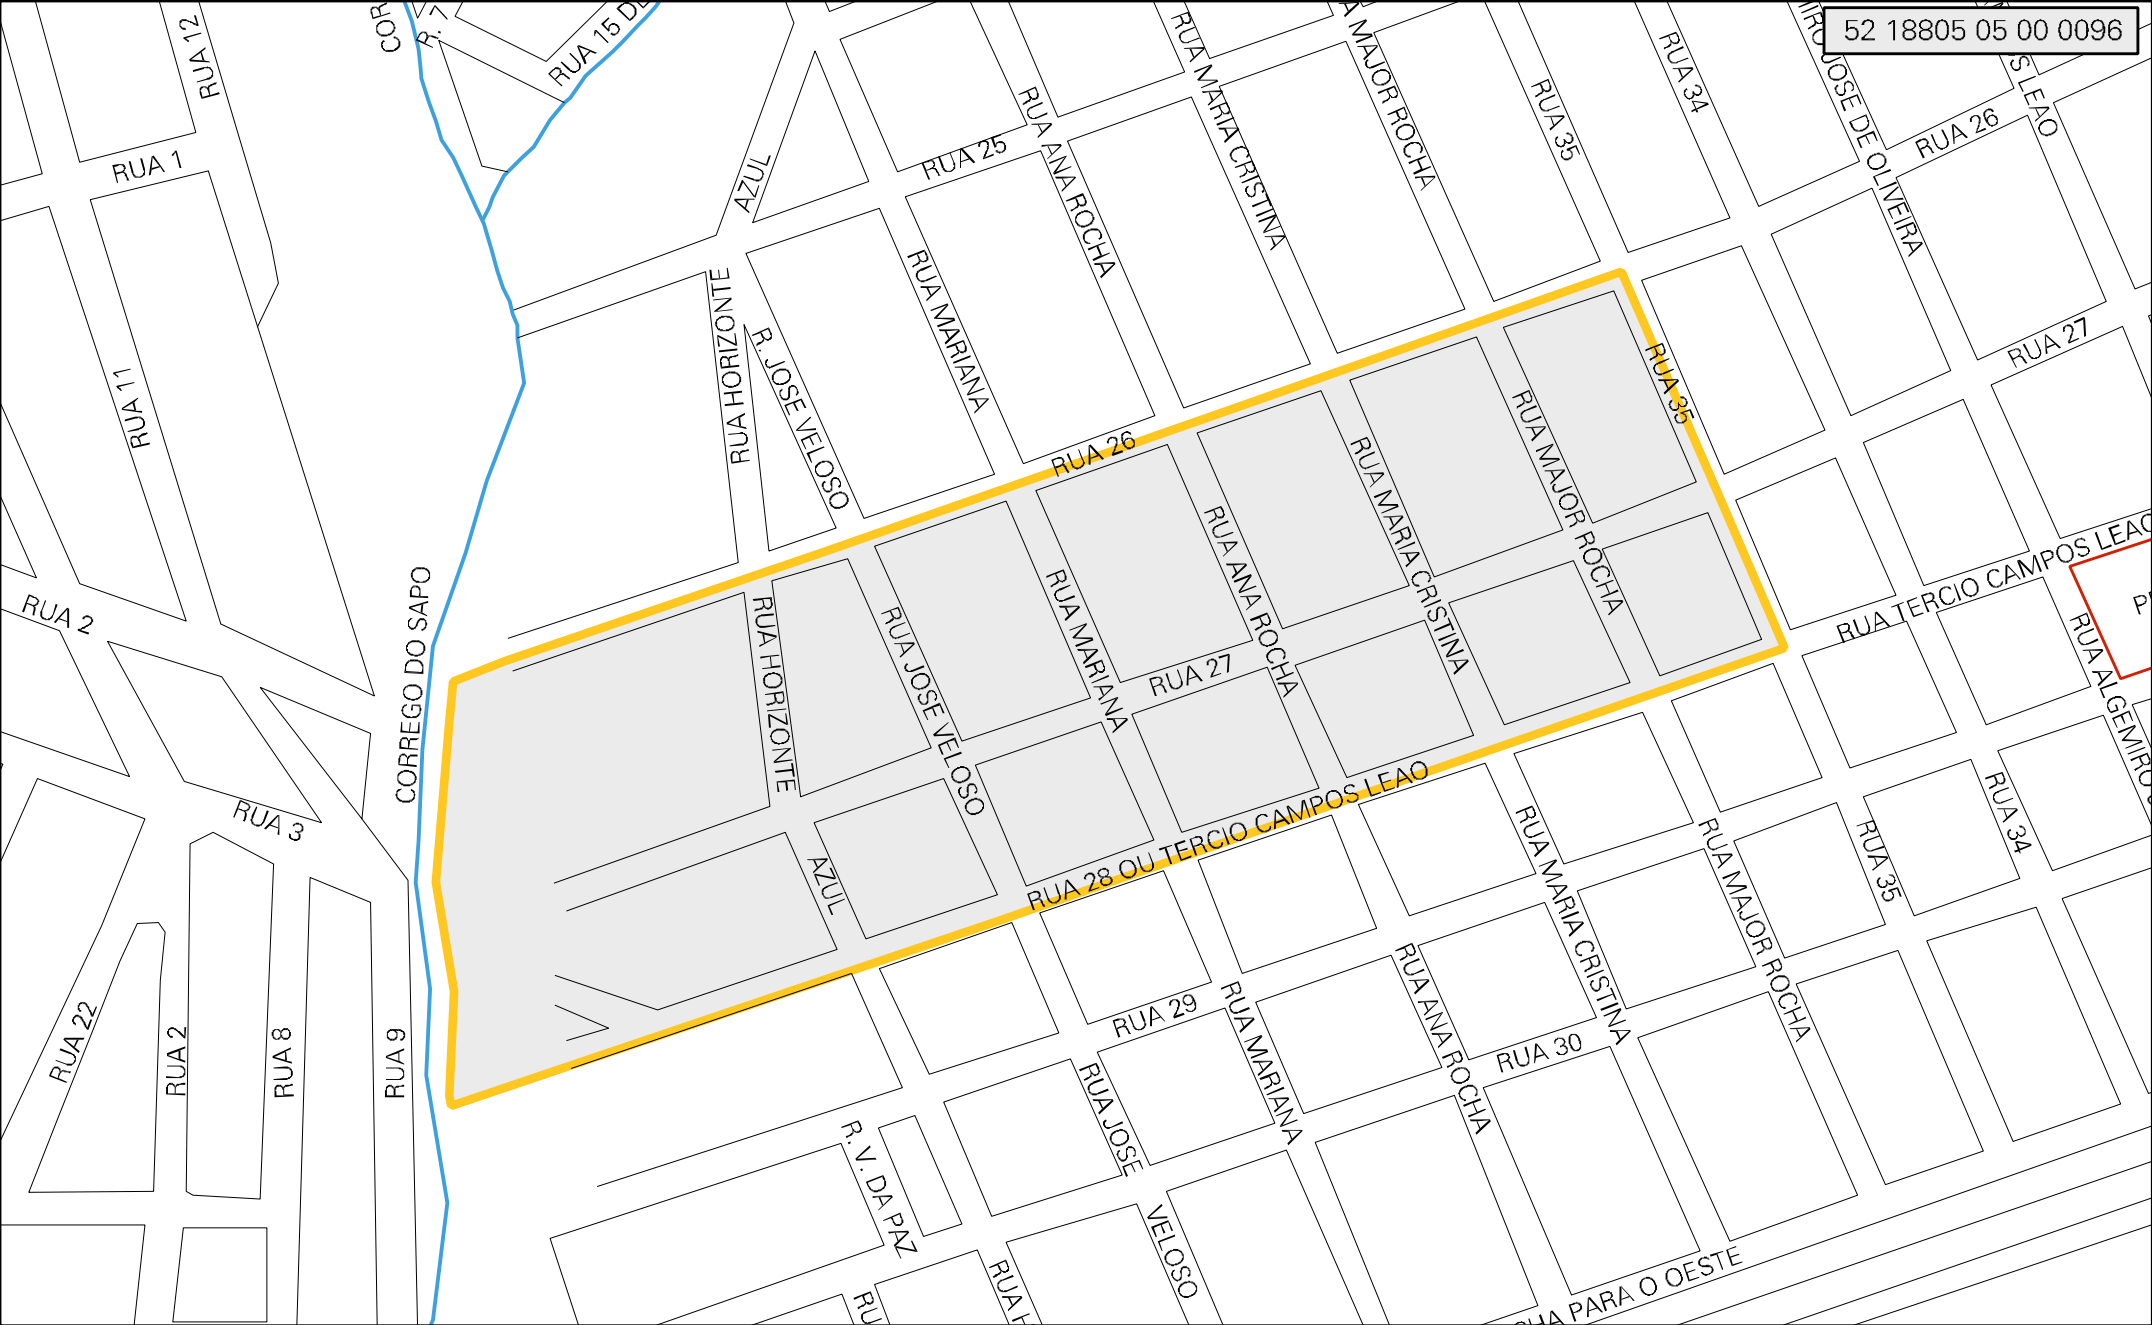 52 18805 05 00 0096
RUA 12
COR
R. 7
RUA 15 DE
RUA MARIA CRISTINA
A MAJOR ROCHA
RUA 35
RUA 34
JOSE DE OLIVEIRA
S LEAO
RUA 26
RUA 1
AZUL
RUA 25
RUA ANA ROCHA
RUA MARIANA
RUA HORIZONTE
R. JOSE VELOSO
RUA 11
RUA 27
RUA 35
RUA 26
RUA MAJOR ROCHA
RUA MARIA CRISTINA
RUA ANA ROCHA
RUA MARIANA
RUA HORIZONTE
RUA JOSE VELOSO
RUA 27
RUA TERCIO CAMPOS LEAO
RUA 2
CORREGO DO SAPO
P
RUA ALGEMIRO
RUA 3
AZUL
RUA 28 OU TERCIO CAMPOS LEAO
RUA MARIA CRISTINA
RUA MAJOR ROCHA
RUA 35
RUA 34
RUA 22
RUA 2
RUA 8
RUA 9
RUA 29
RUA MARIANA
RUA ANA ROCHA
RUA 30
RUA JOSE
VELOSO
R. V. DA PAZ
RUA H
RU
HA PARA O OESTE